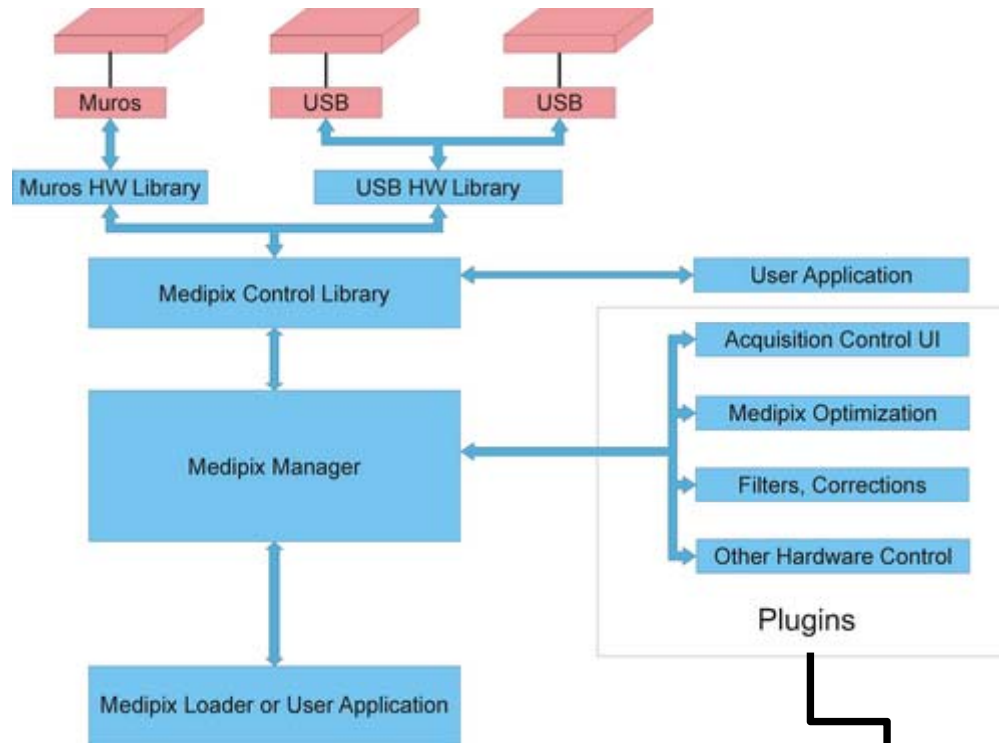 Muros
USB
USB
Muros HW Library
USB HW Library
Medipix Control Library
User Application
Acquisition Control UI
Medipix Optimization
Medipix Manager
Filters, Corrections
Other Hardware Control
Plugins
Medipix Loader or User Application